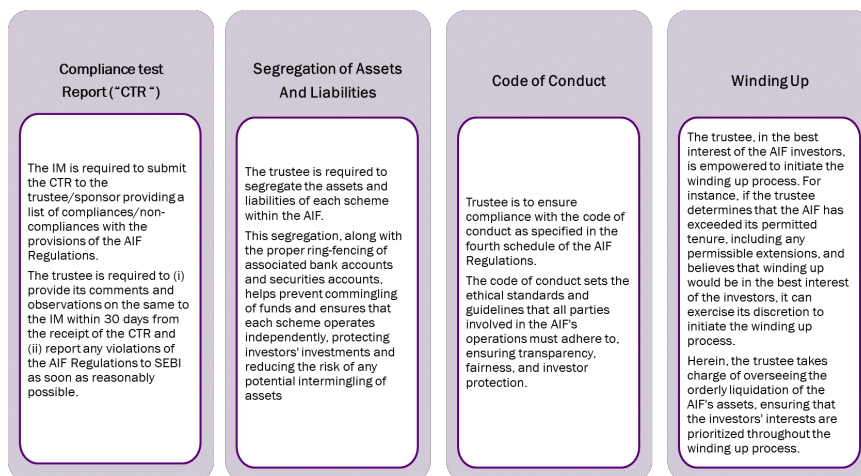 Compliance test
Report (“CTR “)
The IM is required to submit
the CTR to the
trustee/sponsor providing a
list of compliances/non-
compliances with the
provisions of the AIF
Regulations.
The trustee is required to (i)
provide its comments and
observations on the same to
the IM within 30 days from
the receipt of the CTR and
(ii) report any violations of
the AIF Regulations to SEBI
as soon as reasonably
possible.
Segregation of Assets
And Liabilities
The trustee is required to
segregate the assets and
liabilities of each scheme
within the AIF.
This segregation, along with
the proper ring-fencing of
associated bank accounts
and securities accounts,
helps prevent commingling
of funds and ensures that
each scheme operates
independently, protecting
investors' investments and
reducing the risk of any
potential intermingling of
assets
Code of Conduct
Trustee is to ensure
compliance with the code of
conduct as specified in the
fourth schedule of the AIF
Regulations.
The code of conduct sets the
ethical standards and
guidelines that all parties
involved in the AIF's
operations must adhere to,
ensuring transparency,
fairness, and investor
protection.
Winding Up
The trustee, in the best
interest of the AIF investors,
is empowered to initiate the
winding up process. For
instance, if the trustee
determines that the AIF has
exceeded its permitted
tenure, including any
permissible extensions, and
believes that winding up
would be in the best interest
of the investors, it can
exercise its discretion to
initiate the winding up
process.
Herein, the trustee takes
charge of overseeing the
orderly liquidation of the
AIF's assets, ensuring that
the investors' interests are
prioritized throughout the
winding up process.